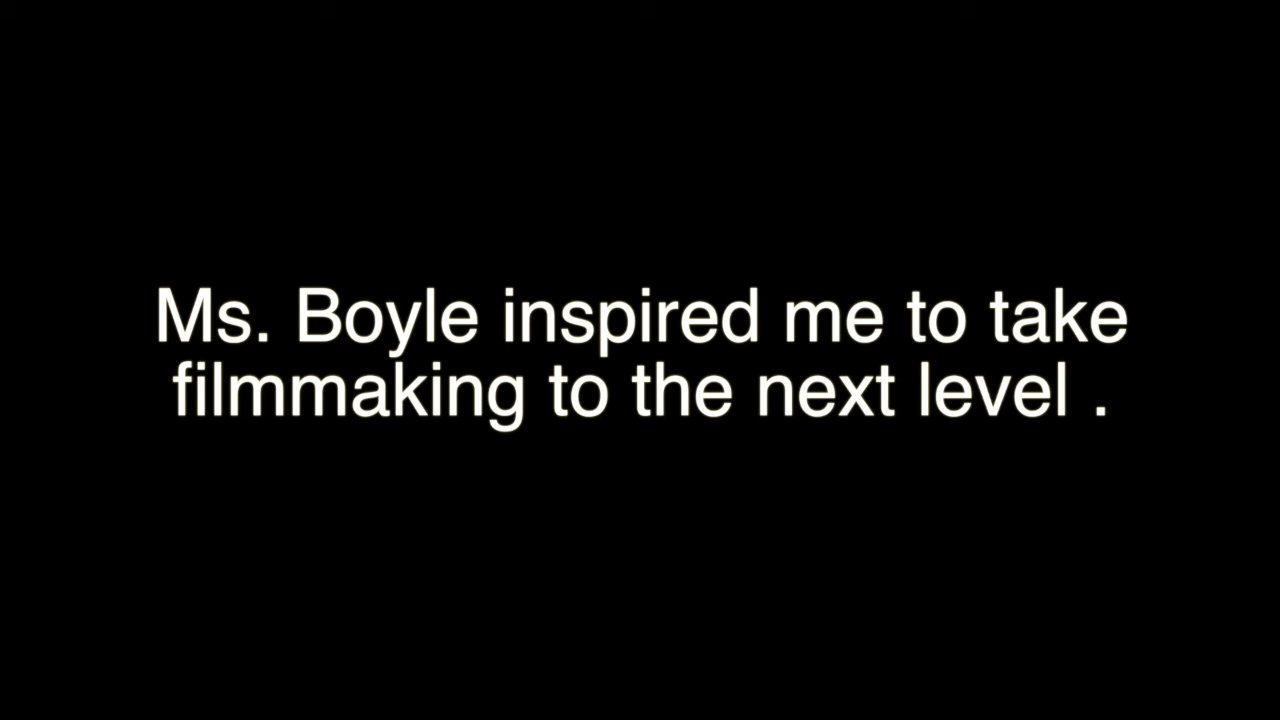 Ms. Boyle inspired me to take
filmmaking to the next level .